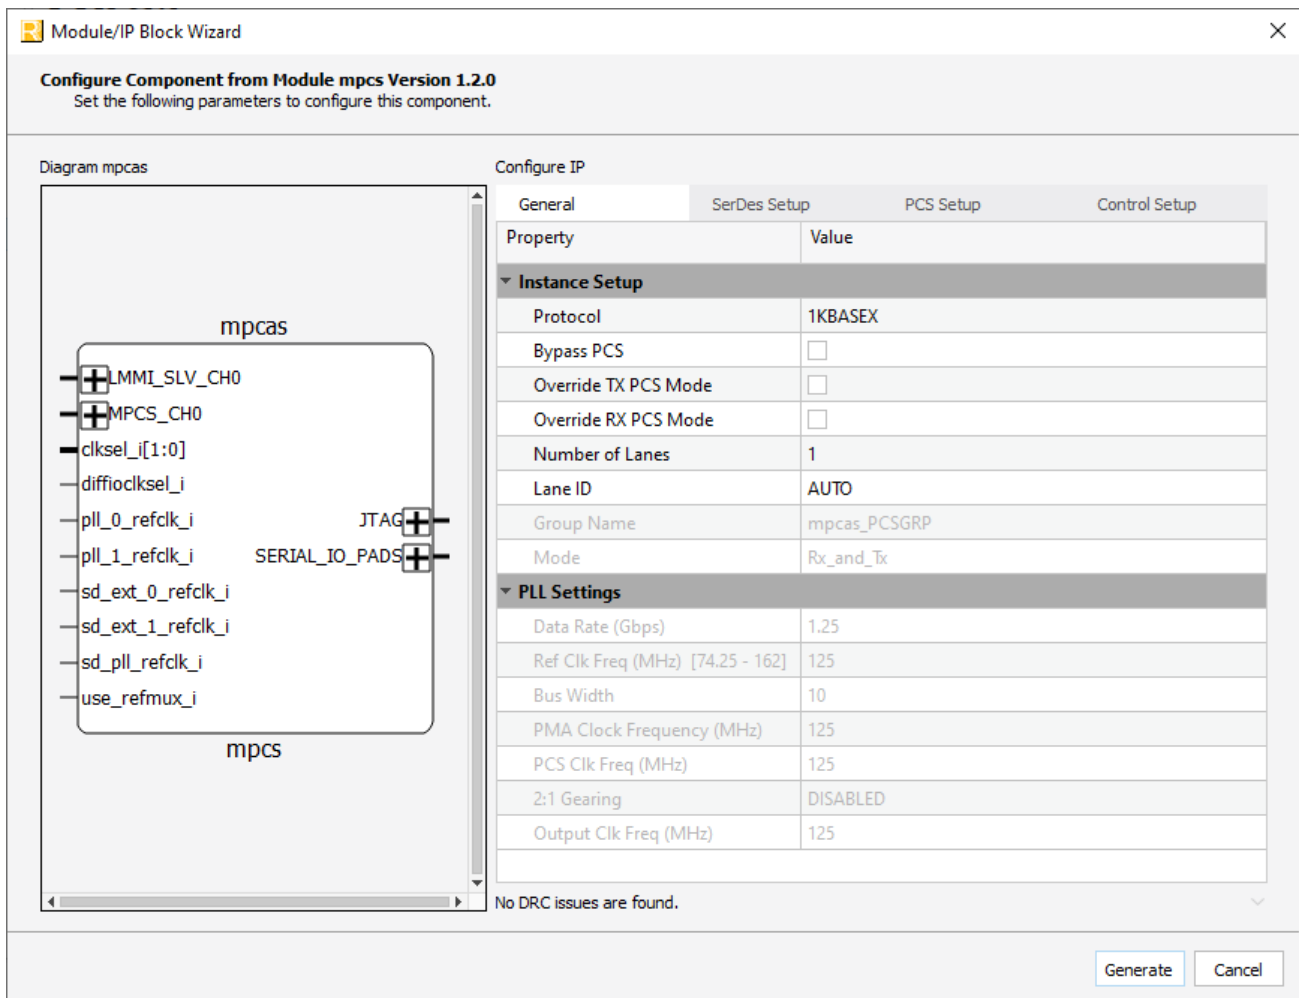 Module/IP Block Wizard
Configure Component from Module mpcs Version 1.2.0
Set the following parameters to configure this component.
Diagram mpcas
mpcas
LMMI_SLV_CH0
MPCS_CH0
clksel_i[1:0]
diffioclksel_i
pll_0_refclk_i
JTAG
pll_1_refclk_i
SERIAL_IO_PADS
sd_ext_0_refclk_i
sd_ext_1_refclk_i
sd_pll_refclk_i
use_refmux_i
mpcs
Configure IP
General SerDes Setup PCS Setup Control Setup
Property Value
Instance Setup
Protocol 1KBASEX
Bypass PCS
Override TX PCS Mode
Override RX PCS Mode
Number of Lanes 1
Lane ID AUTO
Group Name mpcas_PCSGRP
Mode Rx_and_Tx
PLL Settings
Data Rate (Gbps) 1.25
Ref Clk Freq (MHz) [74.25 - 162] 125
Bus Width 10
PMA Clock Frequency (MHz) 125
PCS Clk Freq (MHz) 125
2:1 Gearing DISABLED
Output Clk Freq (MHz) 125
No DRC issues are found.
Generate Cancel